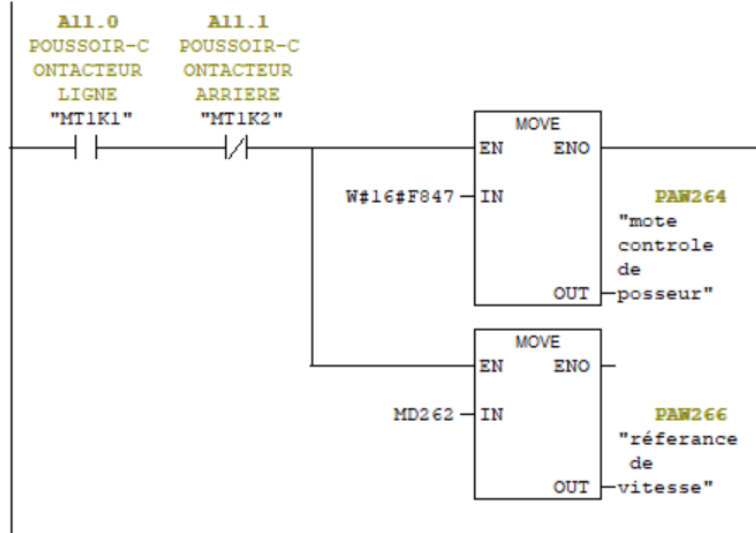 A11.0
POUSSOIR-C
ONTACTEUR
LIGNE
"MT1K1"
A11.1
POUSSOIR-C
ONTACTEUR
ARRIERE
"MT1K2"
MOVE
EN
ENO
W#16#F847
IN
PAW264
"mote
controle
de
posseur"
OUT
MOVE
EN
ENO
MD262
IN
PAW266
"réferance
de
vitesse"
OUT